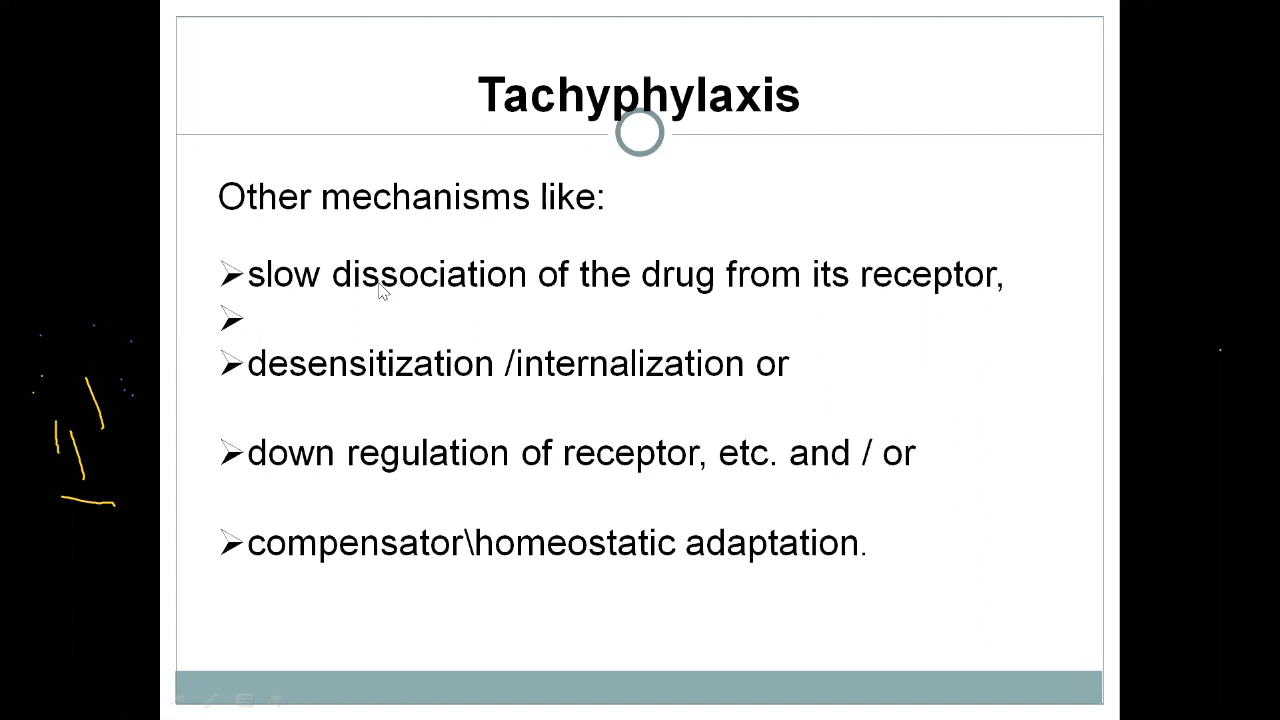 Tachyphylaxis
Other mechanisms like:
➢slow dissociation of the drug from its receptor,
➢
➢desensitization /internalization or
➢down regulation of receptor, etc. and / or
➢compensator\homeostatic adaptation.